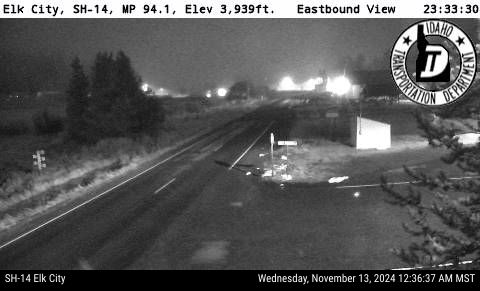 Elk City, SH-14, MP 94.1, Elev 3,939ft. Eastbound View 23:33:30
IDAHO
TRANSPORTATION DEPARTMENT
SH-14 Elk City Wednesday, November 13, 2024 12:36:37 AM MST